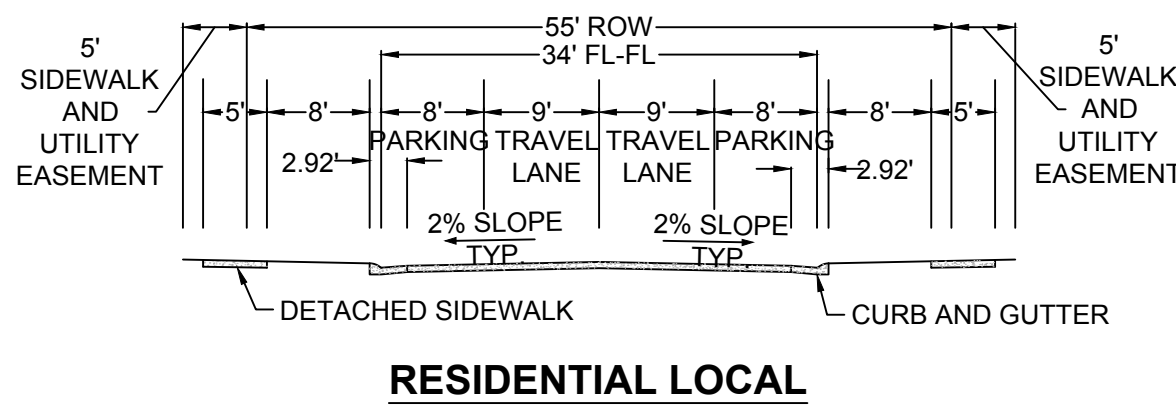 55' ROW
34' FL-FL
5'
SIDEWALK
AND
UTILITY
EASEMENT
5'
SIDEWALK
AND
UTILITY
EASEMENT
5' 8' 8' 9' 9' 8' 8' 5'
PARKING TRAVEL TRAVEL PARKING
LANE LANE
2.92' 2.92'
2% SLOPE
TYP.
2% SLOPE
TYP.
DETACHED SIDEWALK
CURB AND GUTTER
RESIDENTIAL LOCAL